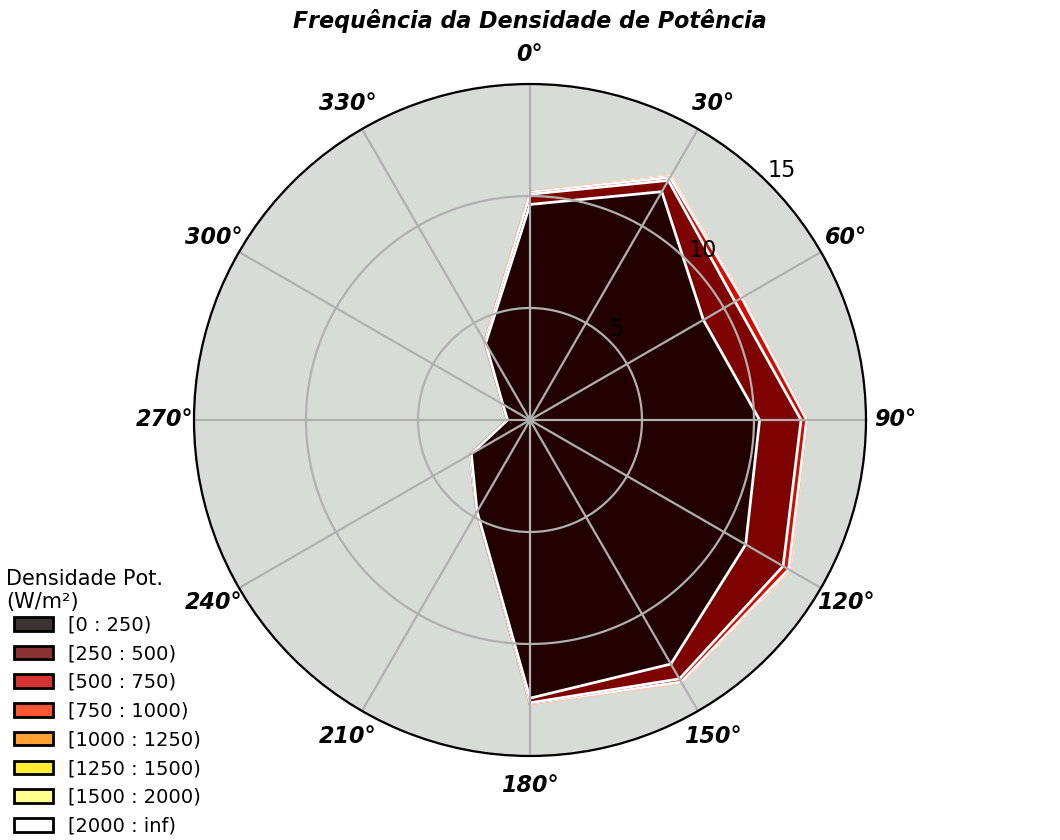 Frequência da Densidade de Potência
0°
330°
30°
15
300°
60°
10
5
270°
90°
240°
120°
210°
150°
180°
Densidade Pot.
(W/m²)
[0 : 250)
[250 : 500)
[500 : 750)
[750 : 1000)
[1000 : 1250)
[1250 : 1500)
[1500 : 2000)
[2000 : inf)